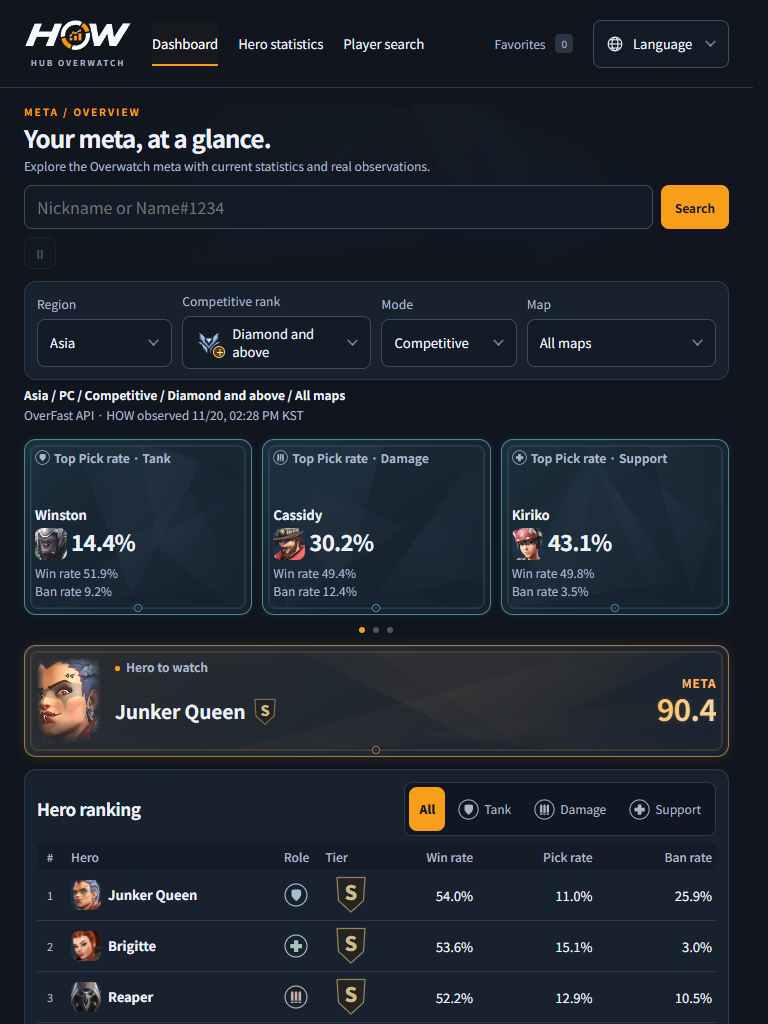 HOW
HUB OVERWATCH
Dashboard
Hero statistics
Player search
Favorites 0
Language
META / OVERVIEW
Your meta, at a glance.
Explore the Overwatch meta with current statistics and real observations.
Nickname or Name#1234
Search
Region
Competitive rank
Mode
Map
Asia
Diamond and
above
Competitive
All maps
Asia / PC / Competitive / Diamond and above / All maps
OverFast API · HOW observed 11/20, 02:28 PM KST
Top Pick rate · Tank
Winston
14.4%
Win rate 51.9%
Ban rate 9.2%
Top Pick rate · Damage
Cassidy
30.2%
Win rate 49.4%
Ban rate 12.4%
Top Pick rate · Support
Kiriko
43.1%
Win rate 49.8%
Ban rate 3.5%
Hero to watch
Junker Queen S
META
90.4
Hero ranking
All
Tank
Damage
Support
# Hero Role Tier Win rate Pick rate Ban rate
1 Junker Queen S 54.0% 11.0% 25.9%
2 Brigitte S 53.6% 15.1% 3.0%
3 Reaper S 52.2% 12.9% 10.5%